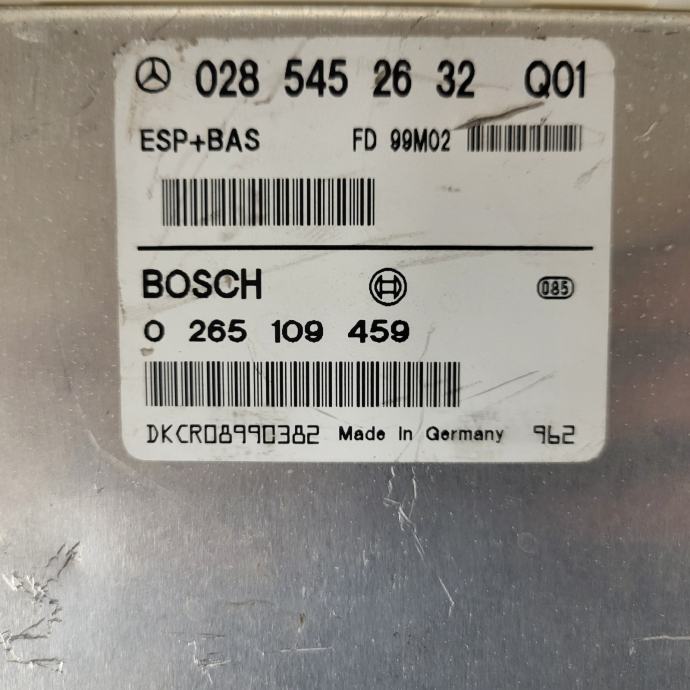 028 545 26 32 Q01
ESP+BAS FD 99M02
BOSCH 085
0 265 109 459
DKCR08990382 Made In Germany 962